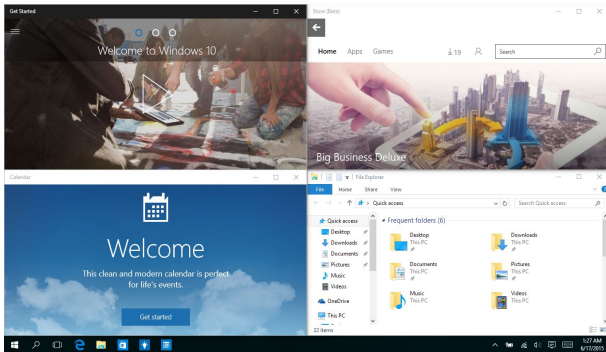 Get Started
Welcome to Windows 10
Store (Beta)
Home Apps Games 19 Search
Big Business Deluxe
Calendar
Welcome
This clean and modern calendar is perfect
for life's events.
Get started
File Explorer
File Home Share View
Quick access
Search Quick access
Quick access
Desktop
Downloads
Documents
Pictures
Music
Videos
OneDrive
This PC
Frequent folders (6)
Desktop
This PC
Downloads
This PC
Documents
This PC
Pictures
This PC
Music
This PC
Videos
This PC
22 items
1:27 AM
6/17/2015